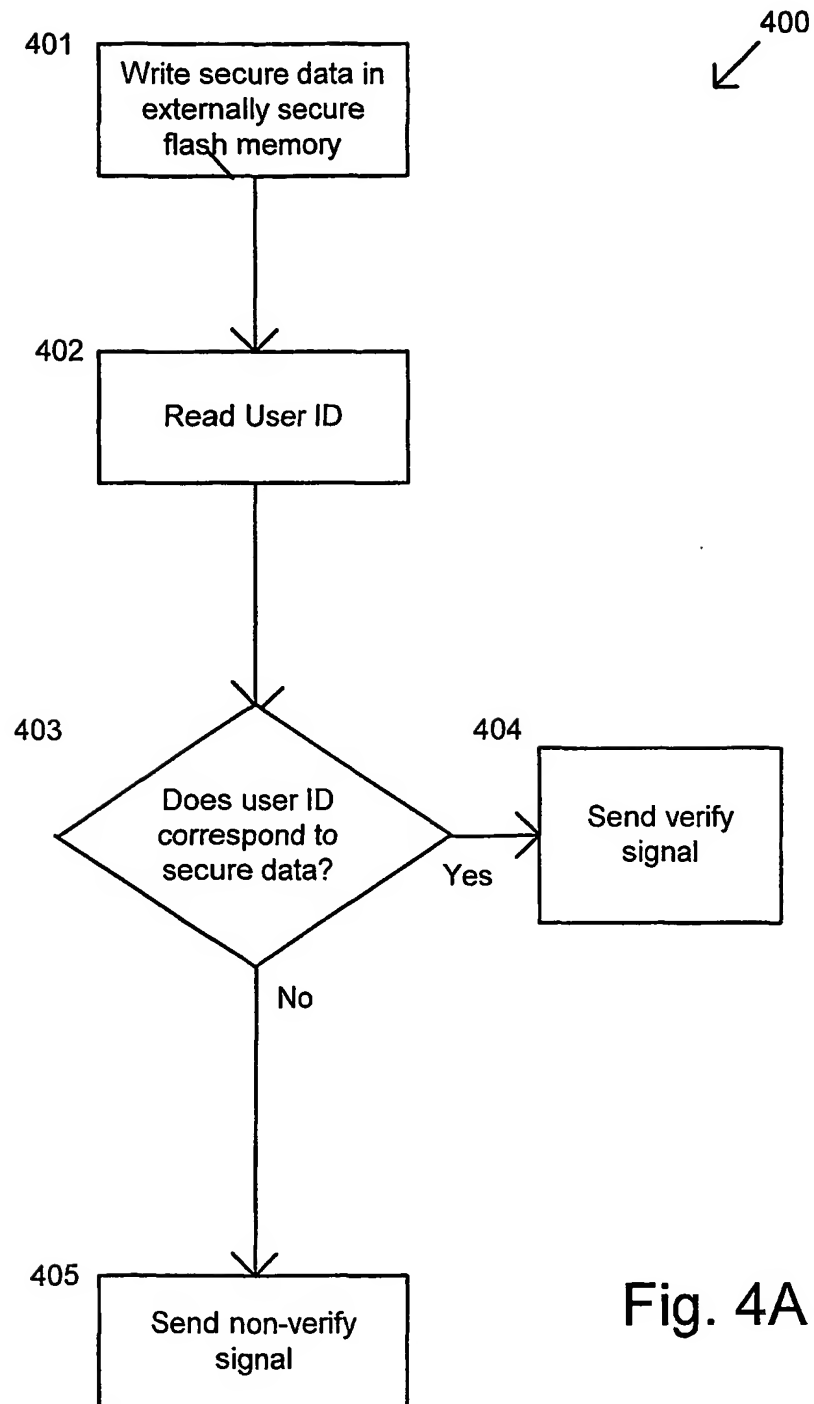 400
401
Write secure data in
externally secure
flash memory
402
Read User ID
403
Does user ID
correspond to
secure data?
404
Send verify
signal
Yes
No
405
Send non-verify
signal
Fig. 4A